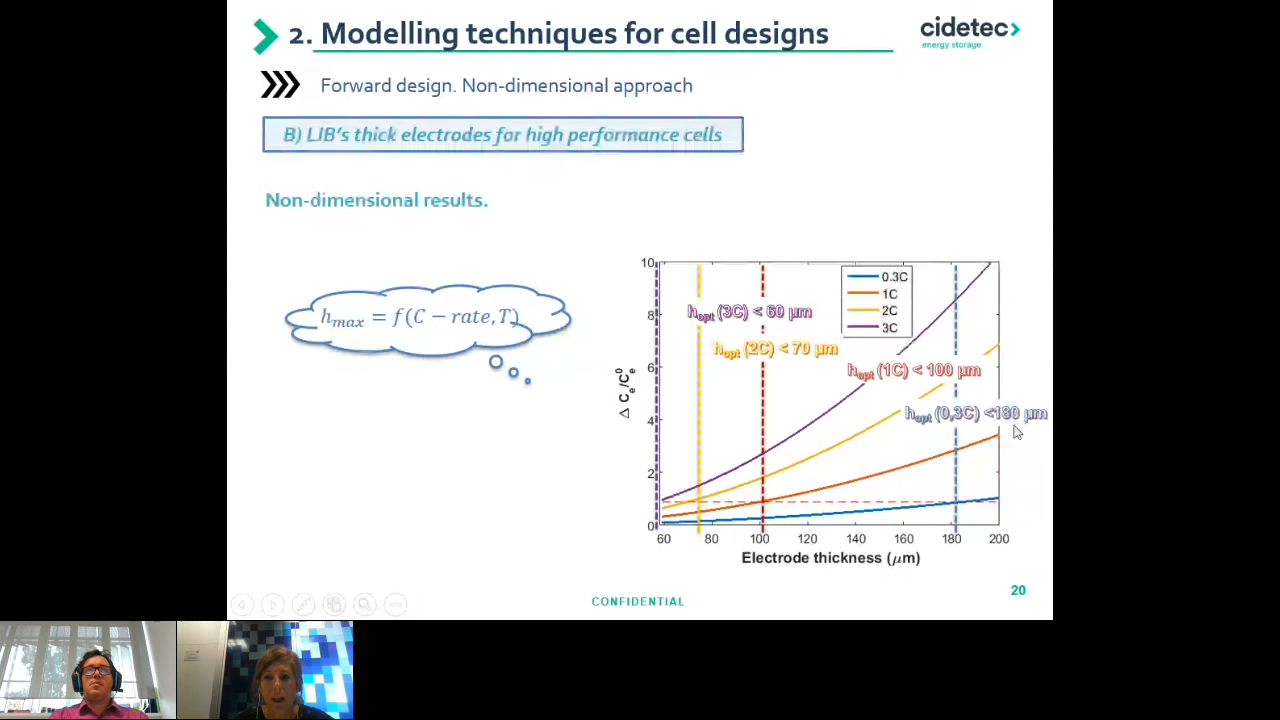 2. Modelling techniques for cell designs
cidetec>
energy storage
Forward design. Non-dimensional approach
B) LIB's thick electrodes for high performance cells
Non-dimensional results.
h_max = f(C − rate, T)
10
8
6
4
2
0
Δ C_e/C_e^0
0.3C
1C
2C
3C
h_opt (3C) < 60 μm
h_opt (2C) < 70 μm
h_opt (1C) < 100 μm
h_opt (0,3C) <180 μm
60 80 100 120 140 160 180 200
Electrode thickness (μm)
CONFIDENTIAL
20